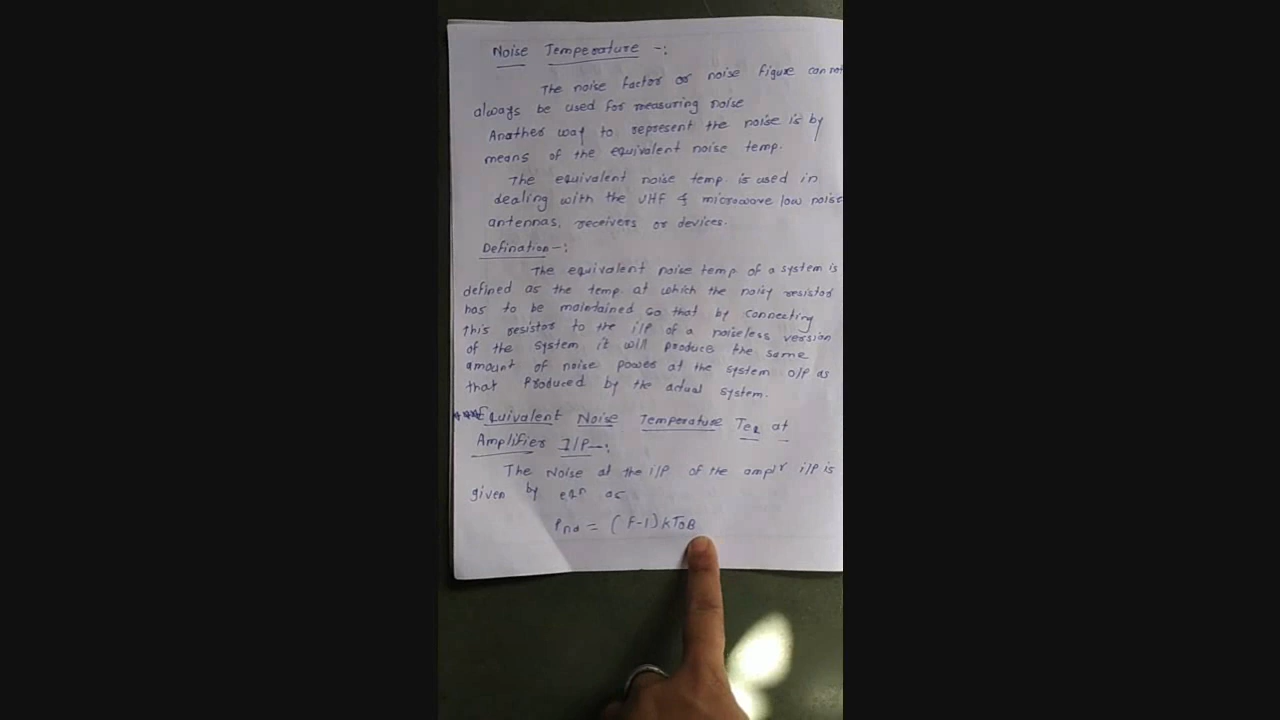 Noise Temperature -:
The noise factor or noise figure can not
always be used for measuring noise
Another way to represent the noise is by
means of the equivalent noise temp.
The equivalent noise temp is used in
dealing with the UHF & microwave low noise
antennas, receivers or devices.
Defination -:
The equivalent noise temp of a system is
defined as the temp at which the noisy resistor
has to be maintained so that by connecting
this resistor to the i/p of a noiseless version
of the system it will produce the same
amount of noise power at the system o/p as
that produced by the actual system.
***Equivalent Noise Temperature Teq at
Amplifier I/P-:
The Noise at the i/p of the amplr i/p is
given by eqn as
Pna = (F-1)kToB